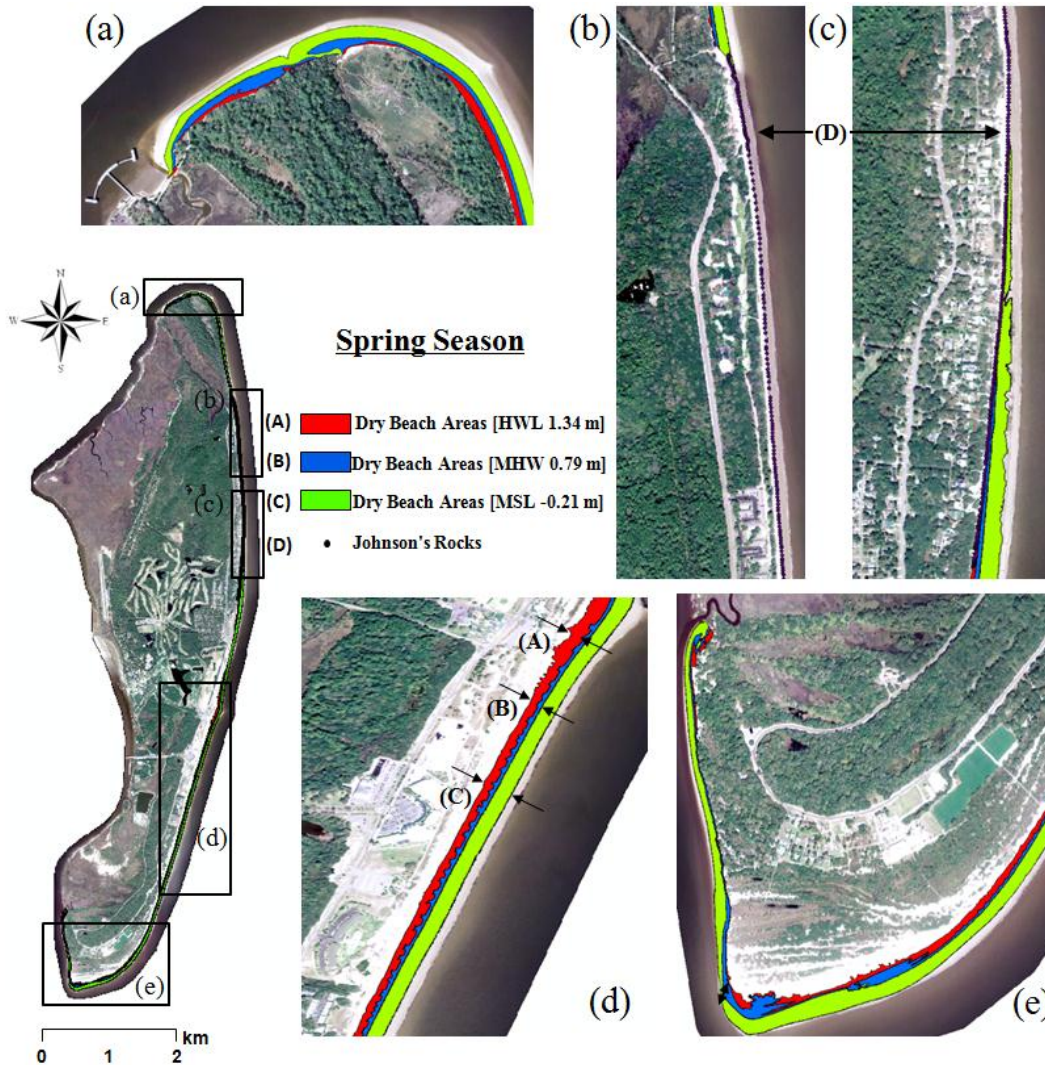 (a)
(b)
(c)
(D)
N
W
E
S
(a)
(b)
(c)
(d)
(e)
Spring Season
(A) Dry Beach Areas [HWL 1.34 m]
(B) Dry Beach Areas [MHW 0.79 m]
(C) Dry Beach Areas [MSL -0.21 m]
(D) Johnson's Rocks
(A)
(B)
(C)
(d)
(e)
km
0 1 2